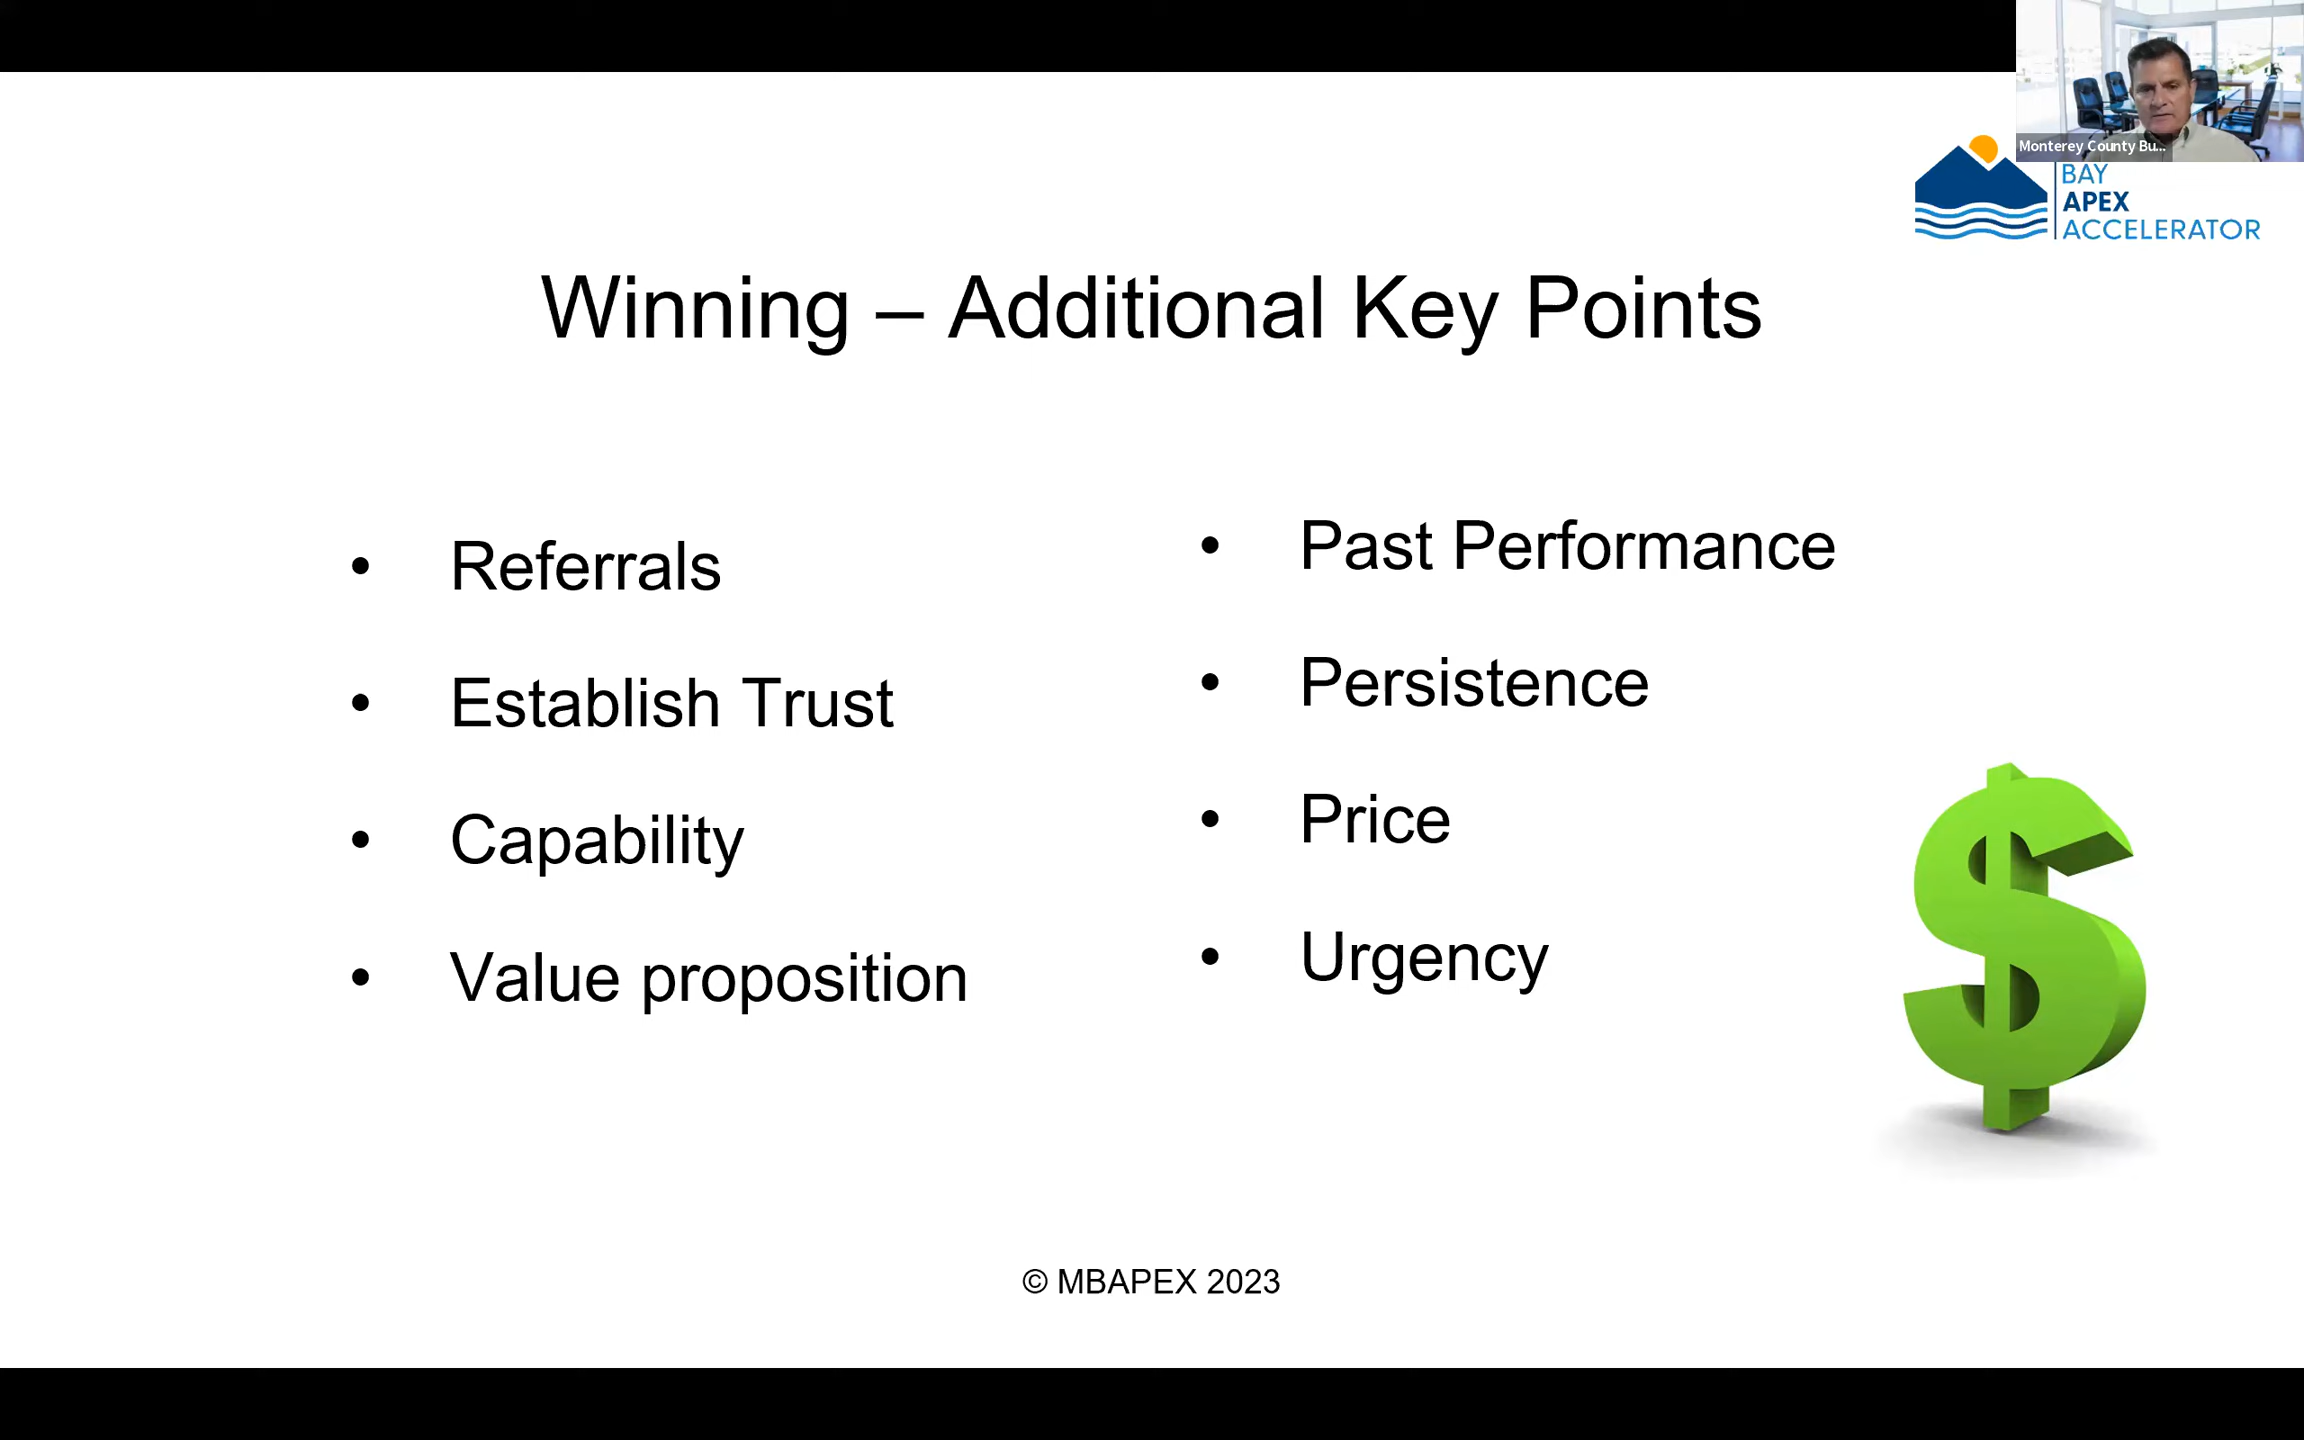 Monterey County Bu...
BAY
APEX
ACCELERATOR
Winning – Additional Key Points
• Referrals
• Establish Trust
• Capability
• Value proposition
• Past Performance
• Persistence
• Price
• Urgency
$
© MBAPEX 2023